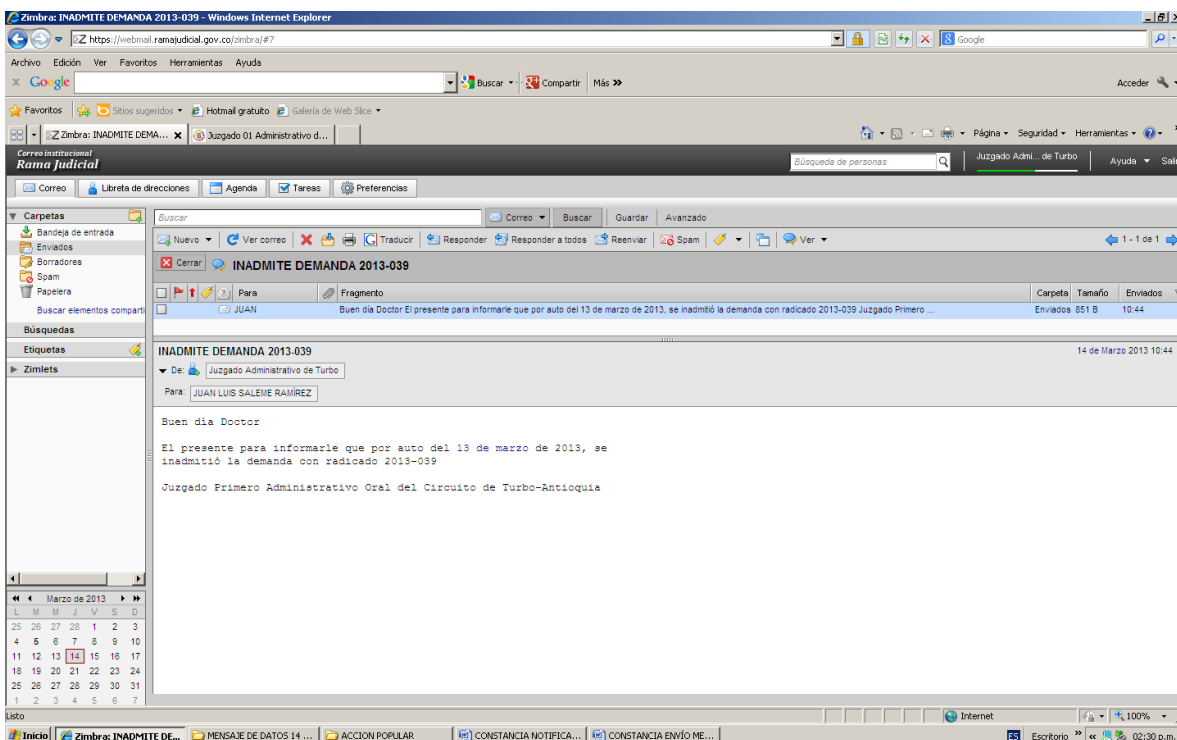 Zimbra: INADMITE DEMANDA 2013-039 - Windows Internet Explorer
https://webmail.ramajudicial.gov.co/zimbra/#7
Google
Archivo Edición Ver Favoritos Herramientas Ayuda
x Google Buscar Compartir Más >> Acceder
Favoritos Sitios sugeridos Hotmail gratuito Galería de Web Slice
Zimbra: INADMITE DEMA... x Juzgado 01 Administrativo d... Página Seguridad Herramientas
Correo institucional
Rama Judicial
Búsqueda de personas Juzgado Admi... de Turbo Ayuda Sali
Correo Libreta de direcciones Agenda Tareas Preferencias
Carpetas
Bandeja de entrada
Enviados
Borradores
Spam
Papelera
Buscar elementos comparti
Búsquedas
Etiquetas
Zimlets
Buscar Correo Buscar Guardar Avanzado
Nuevo Ver correo Traducir Responder Responder a todos Reenviar Spam Ver 1 - 1 de 1
Cerrar INADMITE DEMANDA 2013-039
Para Fragmento Carpeta Tamaño Enviados
JUAN Buen día Doctor El presente para informarle que por auto del 13 de marzo de 2013, se inadmitió la demanda con radicado 2013-039 Juzgado Primero ... Enviados 851 B 10:44
INADMITE DEMANDA 2013-039 14 de Marzo 2013 10:44
De: Juzgado Administrativo de Turbo
Para: JUAN LUIS SALEME RAMÍREZ
Buen día Doctor
El presente para informarle que por auto del 13 de marzo de 2013, se
inadmitió la demanda con radicado 2013-039
Juzgado Primero Administrativo Oral del Circuito de Turbo-Antioquia
Marzo de 2013
L M M J V S D
25 26 27 28 1 2 3
4 5 6 7 8 9 10
11 12 13 14 15 16 17
18 19 20 21 22 23 24
25 26 27 28 29 30 31
1 2 3 4 5 6 7
Listo Internet 100%
Inicio Zimbra: INADMITE DE... MENSAJE DE DATOS 14 ... ACCION POPULAR CONSTANCIA NOTIFICA... CONSTANCIA ENVÍO ME... ES Escritorio >> << 02:30 p.m.